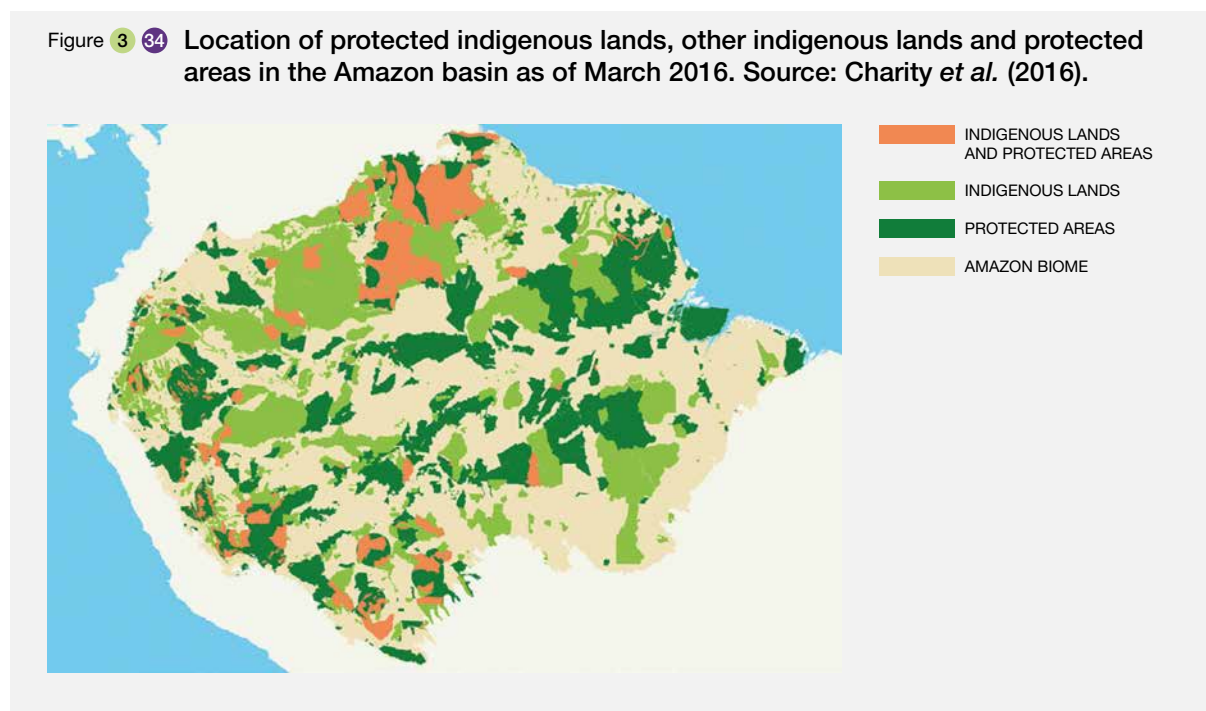 Figure 3 34 Location of protected indigenous lands, other indigenous lands and protected
areas in the Amazon basin as of March 2016. Source: Charity et al. (2016).
INDIGENOUS LANDS
AND PROTECTED AREAS
INDIGENOUS LANDS
PROTECTED AREAS
AMAZON BIOME